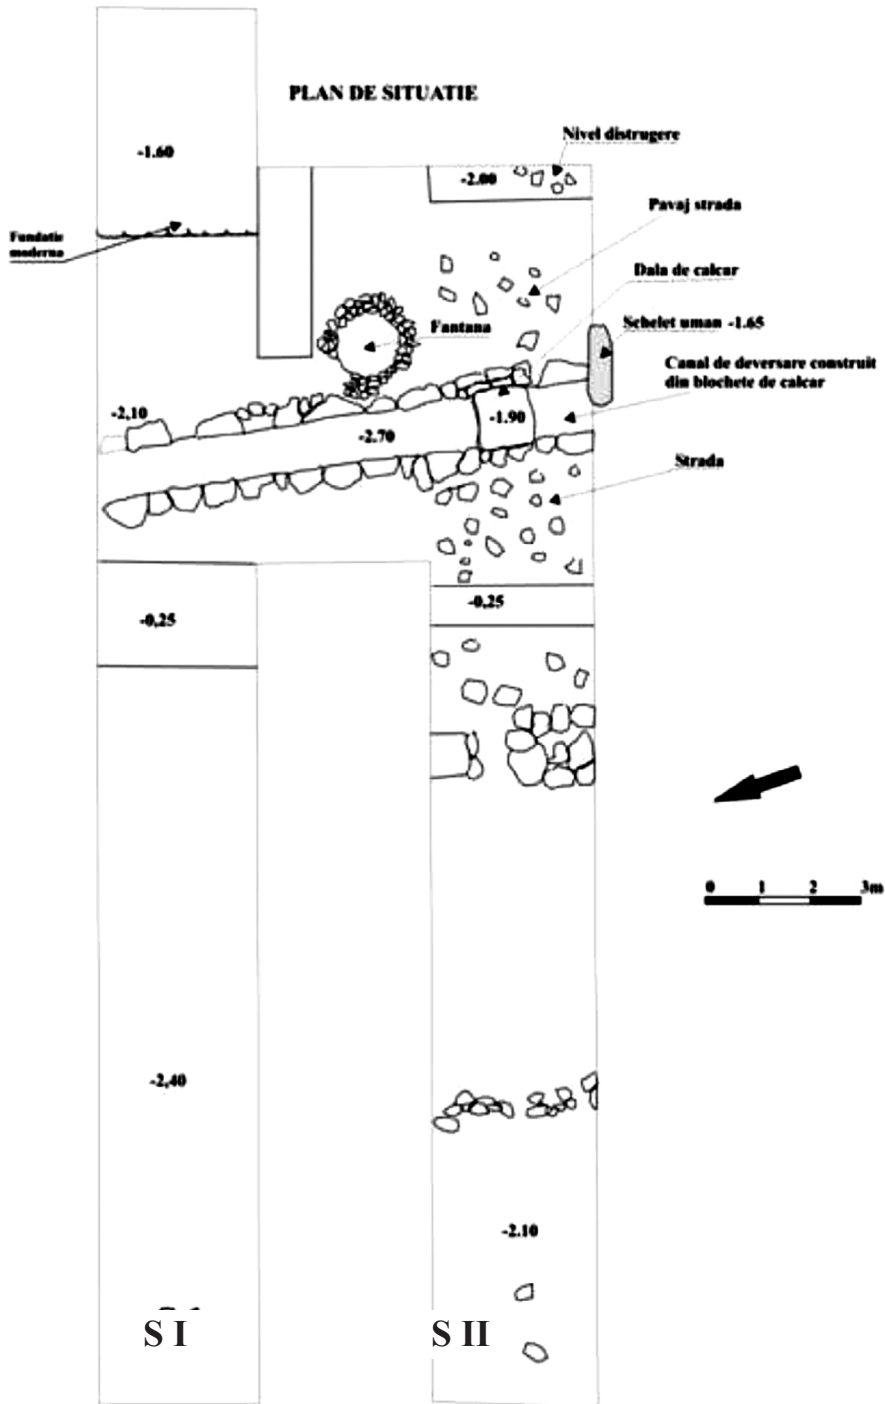 PLAN DE SITUATIE
Nivel distrugere
-1.60
-2.00
Pavaj strada
Fundatie
moderna
Dala de calcar
Fantana
Schelet uman -1.65
Canal de deversare construit
din blochete de calcar
-2,10
-1.90
-2.70
Strada
-0,25
-0,25
0 1 2 3m
-2,40
-2.10
S I
S II